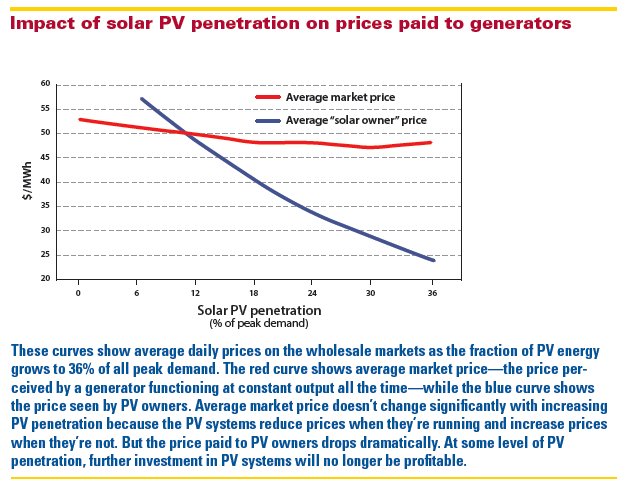 Impact of solar PV penetration on prices paid to generators
60
55
50
45
40
35
30
25
20
$/MWh
Average market price
Average “solar owner” price
0 6 12 18 24 30 36
Solar PV penetration
(% of peak demand)
These curves show average daily prices on the wholesale markets as the fraction of PV energy
grows to 36% of all peak demand. The red curve shows average market price—the price per-
ceived by a generator functioning at constant output all the time—while the blue curve shows
the price seen by PV owners. Average market price doesn’t change significantly with increasing
PV penetration because the PV systems reduce prices when they’re running and increase prices
when they’re not. But the price paid to PV owners drops dramatically. At some level of PV
penetration, further investment in PV systems will no longer be profitable.